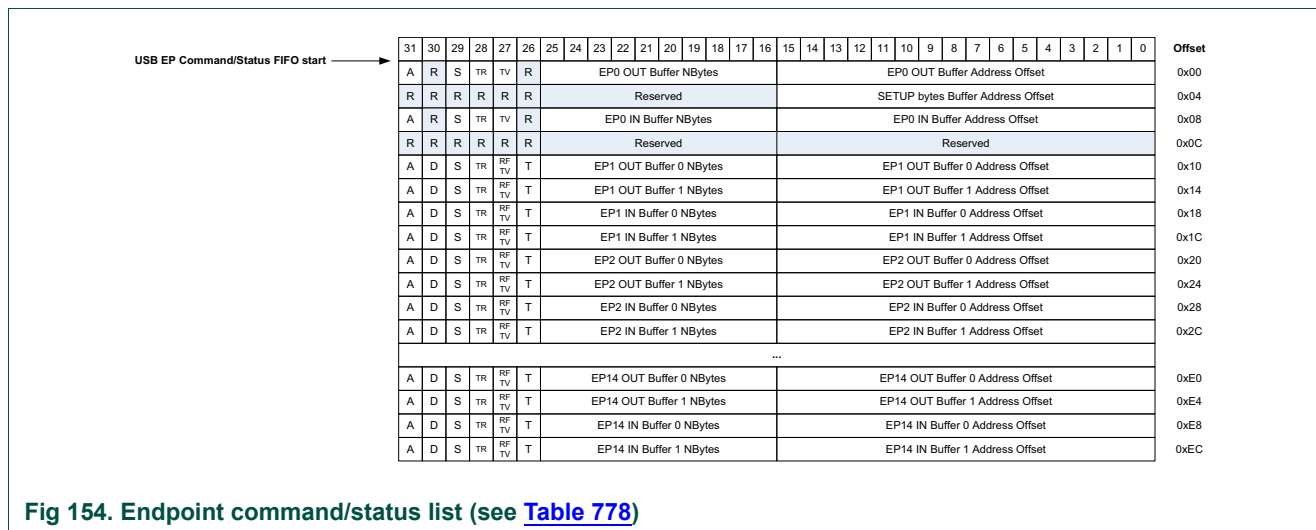 31 30 29 28 27 26 25 24 23 22 21 20 19 18 17 16 15 14 13 12 11 10 9 8 7 6 5 4 3 2 1 0 Offset
USB EP Command/Status FIFO start
A R S TR TV R EP0 OUT Buffer NBytes EP0 OUT Buffer Address Offset 0x00
R R R R R R Reserved SETUP bytes Buffer Address Offset 0x04
A R S TR TV R EP0 IN Buffer NBytes EP0 IN Buffer Address Offset 0x08
R R R R R R Reserved Reserved 0x0C
A D S TR RF TV T EP1 OUT Buffer 0 NBytes EP1 OUT Buffer 0 Address Offset 0x10
A D S TR RF TV T EP1 OUT Buffer 1 NBytes EP1 OUT Buffer 1 Address Offset 0x14
A D S TR RF TV T EP1 IN Buffer 0 NBytes EP1 IN Buffer 0 Address Offset 0x18
A D S TR RF TV T EP1 IN Buffer 1 NBytes EP1 IN Buffer 1 Address Offset 0x1C
A D S TR RF TV T EP2 OUT Buffer 0 NBytes EP2 OUT Buffer 0 Address Offset 0x20
A D S TR RF TV T EP2 OUT Buffer 1 NBytes EP2 OUT Buffer 1 Address Offset 0x24
A D S TR RF TV T EP2 IN Buffer 0 NBytes EP2 IN Buffer 0 Address Offset 0x28
A D S TR RF TV T EP2 IN Buffer 1 NBytes EP2 IN Buffer 1 Address Offset 0x2C
...
A D S TR RF TV T EP14 OUT Buffer 0 NBytes EP14 OUT Buffer 0 Address Offset 0xE0
A D S TR RF TV T EP14 OUT Buffer 1 NBytes EP14 OUT Buffer 1 Address Offset 0xE4
A D S TR RF TV T EP14 IN Buffer 0 NBytes EP14 IN Buffer 0 Address Offset 0xE8
A D S TR RF TV T EP14 IN Buffer 1 NBytes EP14 IN Buffer 1 Address Offset 0xEC
Fig 154. Endpoint command/status list (see Table 778)